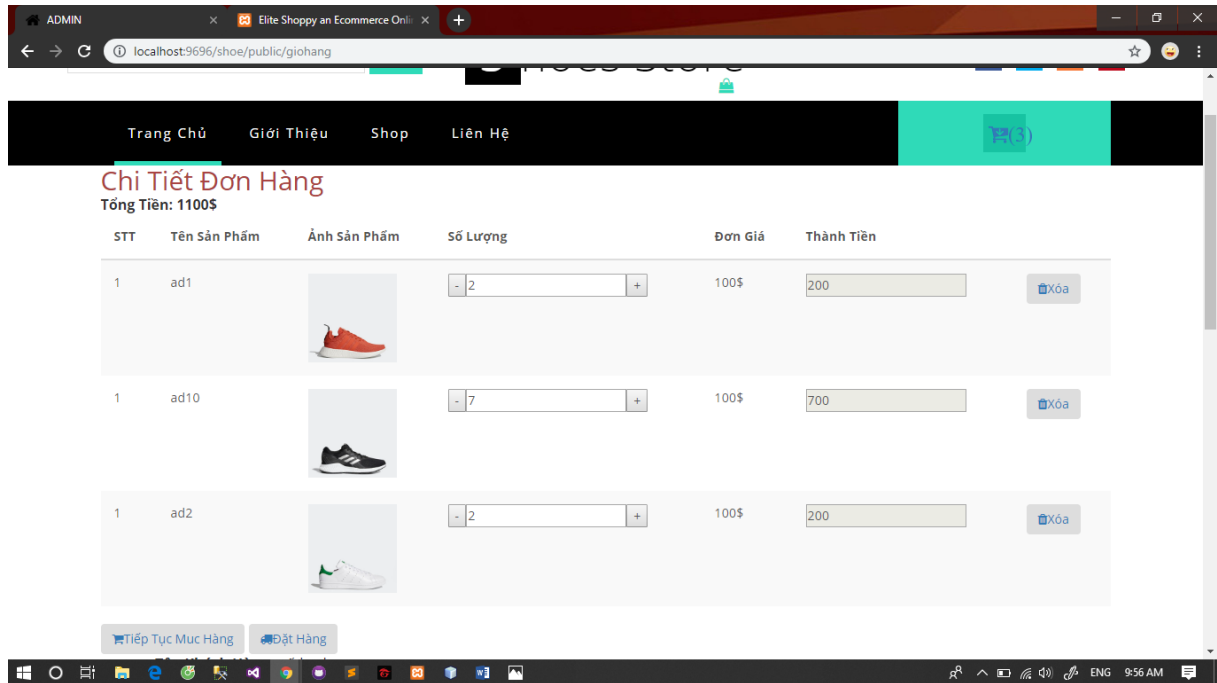 ADMIN
Elite Shoppy an Ecommerce Onli
localhost:9696/shoe/public/giohang
Trang Chủ Giới Thiệu Shop Liên Hệ (3)
Chi Tiết Đơn Hàng
Tổng Tiền: 1100$
STT Tên Sản Phẩm Ảnh Sản Phẩm Số Lượng Đơn Giá Thành Tiền
1 ad1 - 2 + 100$ 200 Xóa
1 ad10 - 7 + 100$ 700 Xóa
1 ad2 - 2 + 100$ 200 Xóa
Tiếp Tục Muc Hàng Đặt Hàng
ENG 9:56 AM